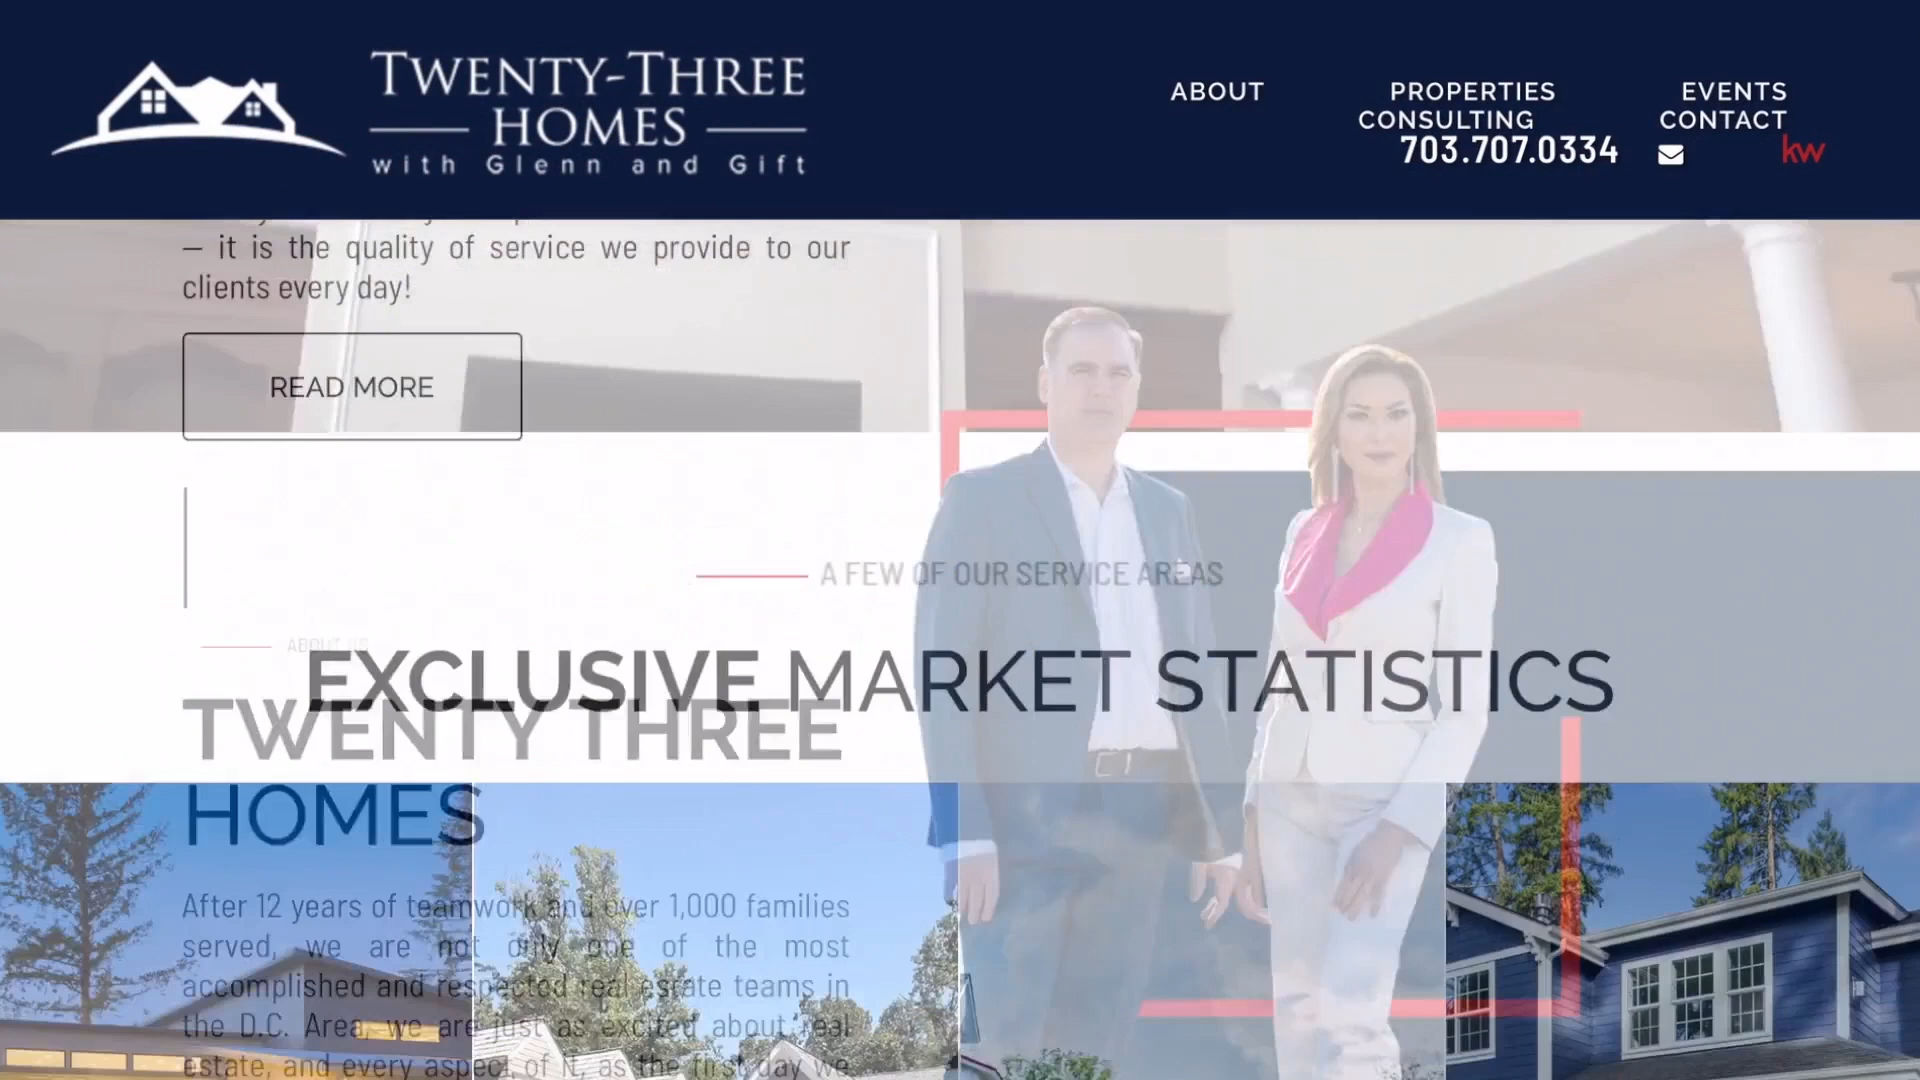 TWENTY-THREE
HOMES
with Glenn and Gift
ABOUT PROPERTIES EVENTS
CONSULTING CONTACT
703.707.0334
kw
— it is the quality of service we provide to our
clients every day!
READ MORE
A FEW OF OUR SERVICE AREAS
ABOUT US
EXCLUSIVE MARKET STATISTICS
TWENTY THREE
HOMES
After 12 years of teamwork and over 1,000 families
served, we are not only one of the most
accomplished and respected real estate teams in
the D.C. Area, we are just as excited about real
estate, and every aspect of it, as the first day we